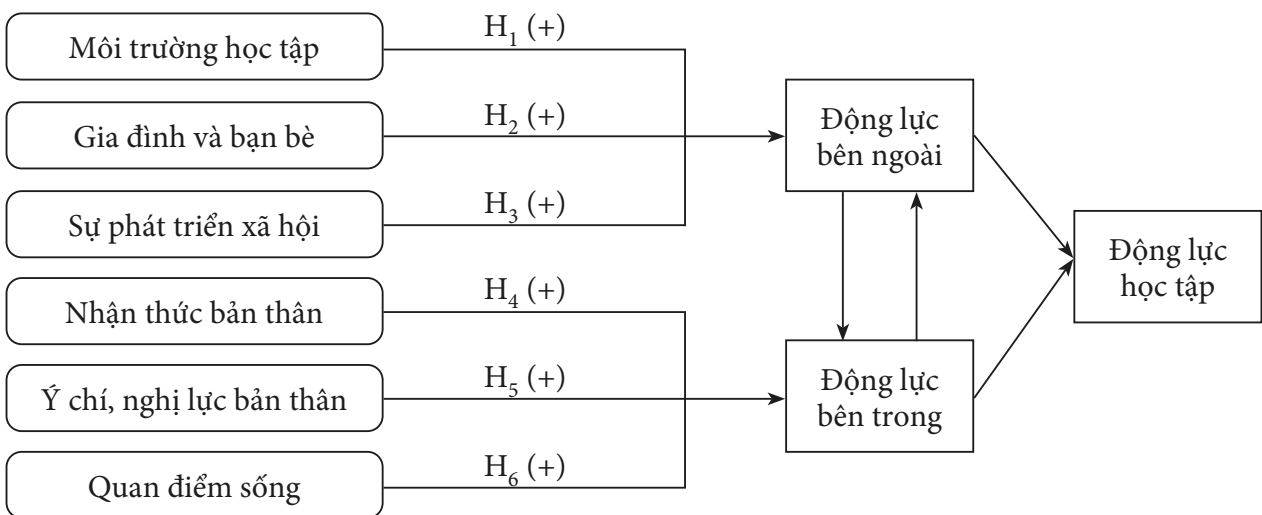 Môi trường học tập
H₁ (+)
Gia đình và bạn bè
H₂ (+)
Sự phát triển xã hội
H₃ (+)
Nhận thức bản thân
H₄ (+)
Ý chí, nghị lực bản thân
H₅ (+)
Quan điểm sống
H₆ (+)
Động lực
bên ngoài
Động lực
bên trong
Động lực
học tập